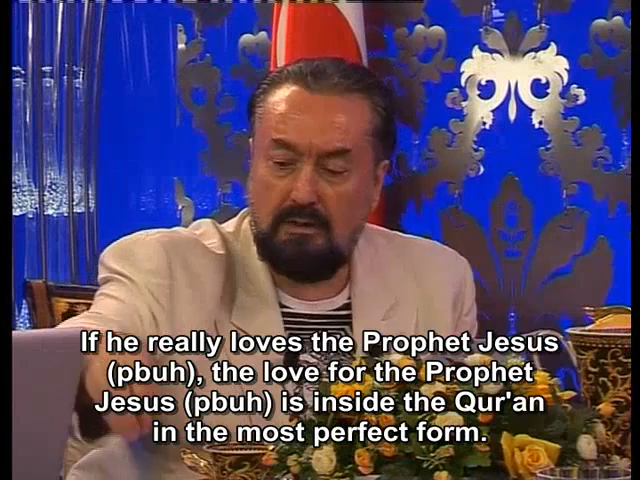 If he really loves the Prophet Jesus
(pbuh), the love for the Prophet
Jesus (pbuh) is inside the Qur'an
in the most perfect form.